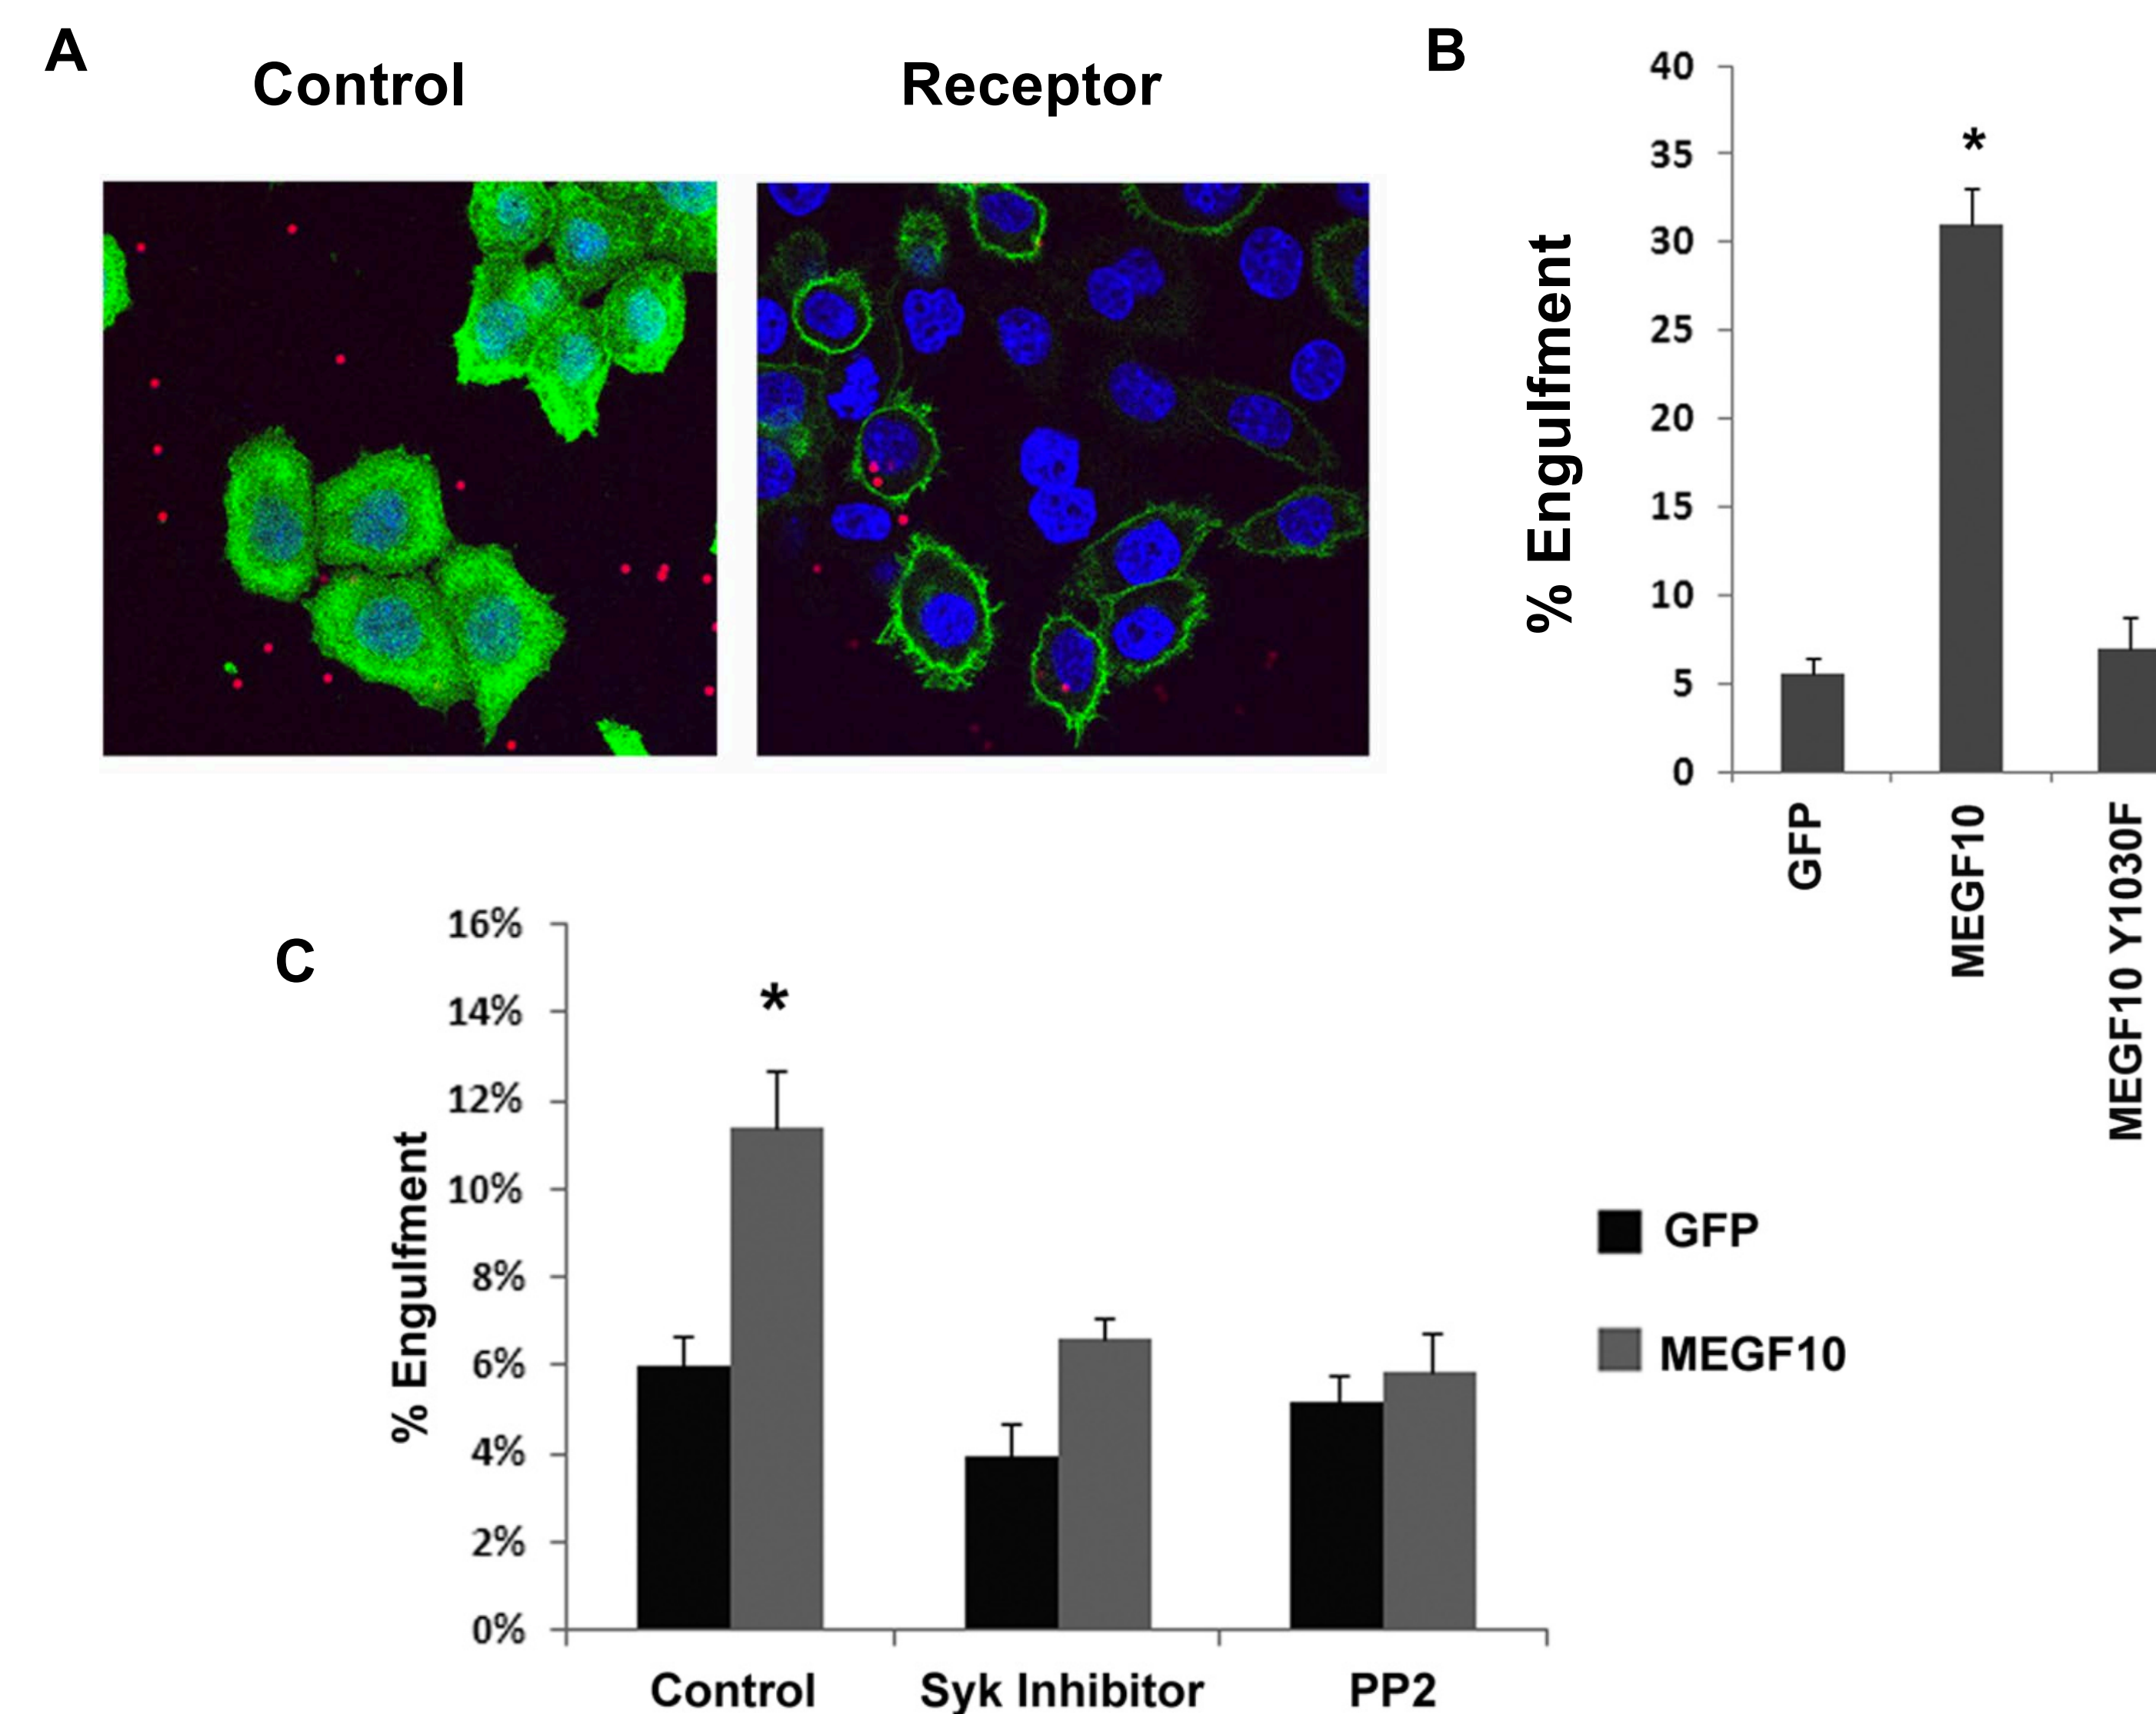 A
Control
Receptor
B
% Engulfment
40
35
30
25
20
15
10
5
0
*
GFP
MEGF10
MEGF10 Y1030F
C
% Engulfment
16%
14%
12%
10%
8%
6%
4%
2%
0%
*
Control
Syk Inhibitor
PP2
GFP
MEGF10